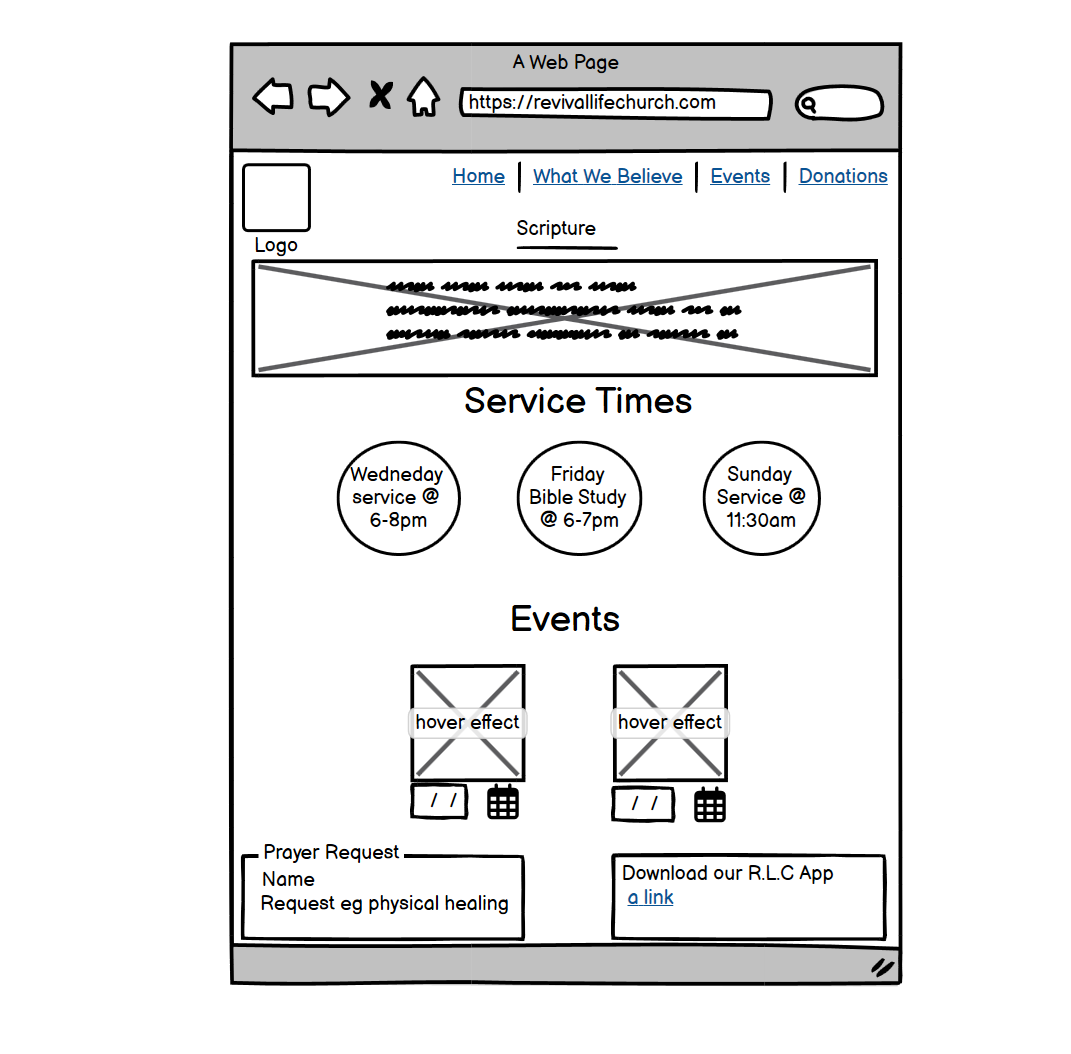 A Web Page
https://revivallifechurch.com
Home
What We Believe
Events
Donations
Logo
Scripture
Service Times
Wedneday
service @
6-8pm
Friday
Bible Study
@ 6-7pm
Sunday
Service @
11:30am
Events
hover effect
hover effect
/ /
/ /
Prayer Request
Name
Request eg physical healing
Download our R.L.C App
a link